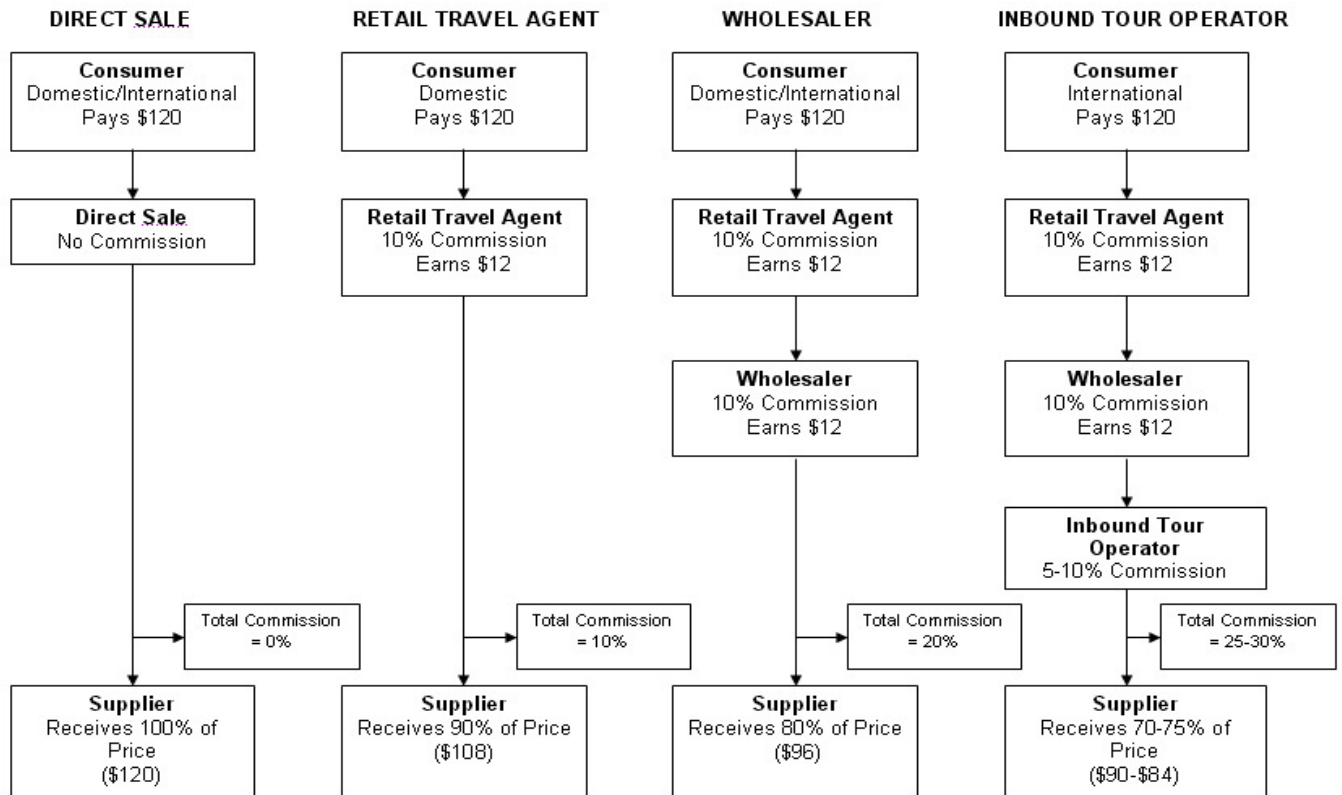 DIRECT SALE
Consumer
Domestic/International
Pays $120
Direct Sale
No Commission
Total Commission
= 0%
Supplier
Receives 100% of
Price
($120)
RETAIL TRAVEL AGENT
Consumer
Domestic
Pays $120
Retail Travel Agent
10% Commission
Earns $12
Total Commission
= 10%
Supplier
Receives 90% of Price
($108)
WHOLESALER
Consumer
Domestic/International
Pays $120
Retail Travel Agent
10% Commission
Earns $12
Wholesaler
10% Commission
Earns $12
Total Commission
= 20%
Supplier
Receives 80% of Price
($96)
INBOUND TOUR OPERATOR
Consumer
International
Pays $120
Retail Travel Agent
10% Commission
Earns $12
Wholesaler
10% Commission
Earns $12
Inbound Tour
Operator
5-10% Commission
Total Commission
= 25-30%
Supplier
Receives 70-75% of
Price
($90-$84)